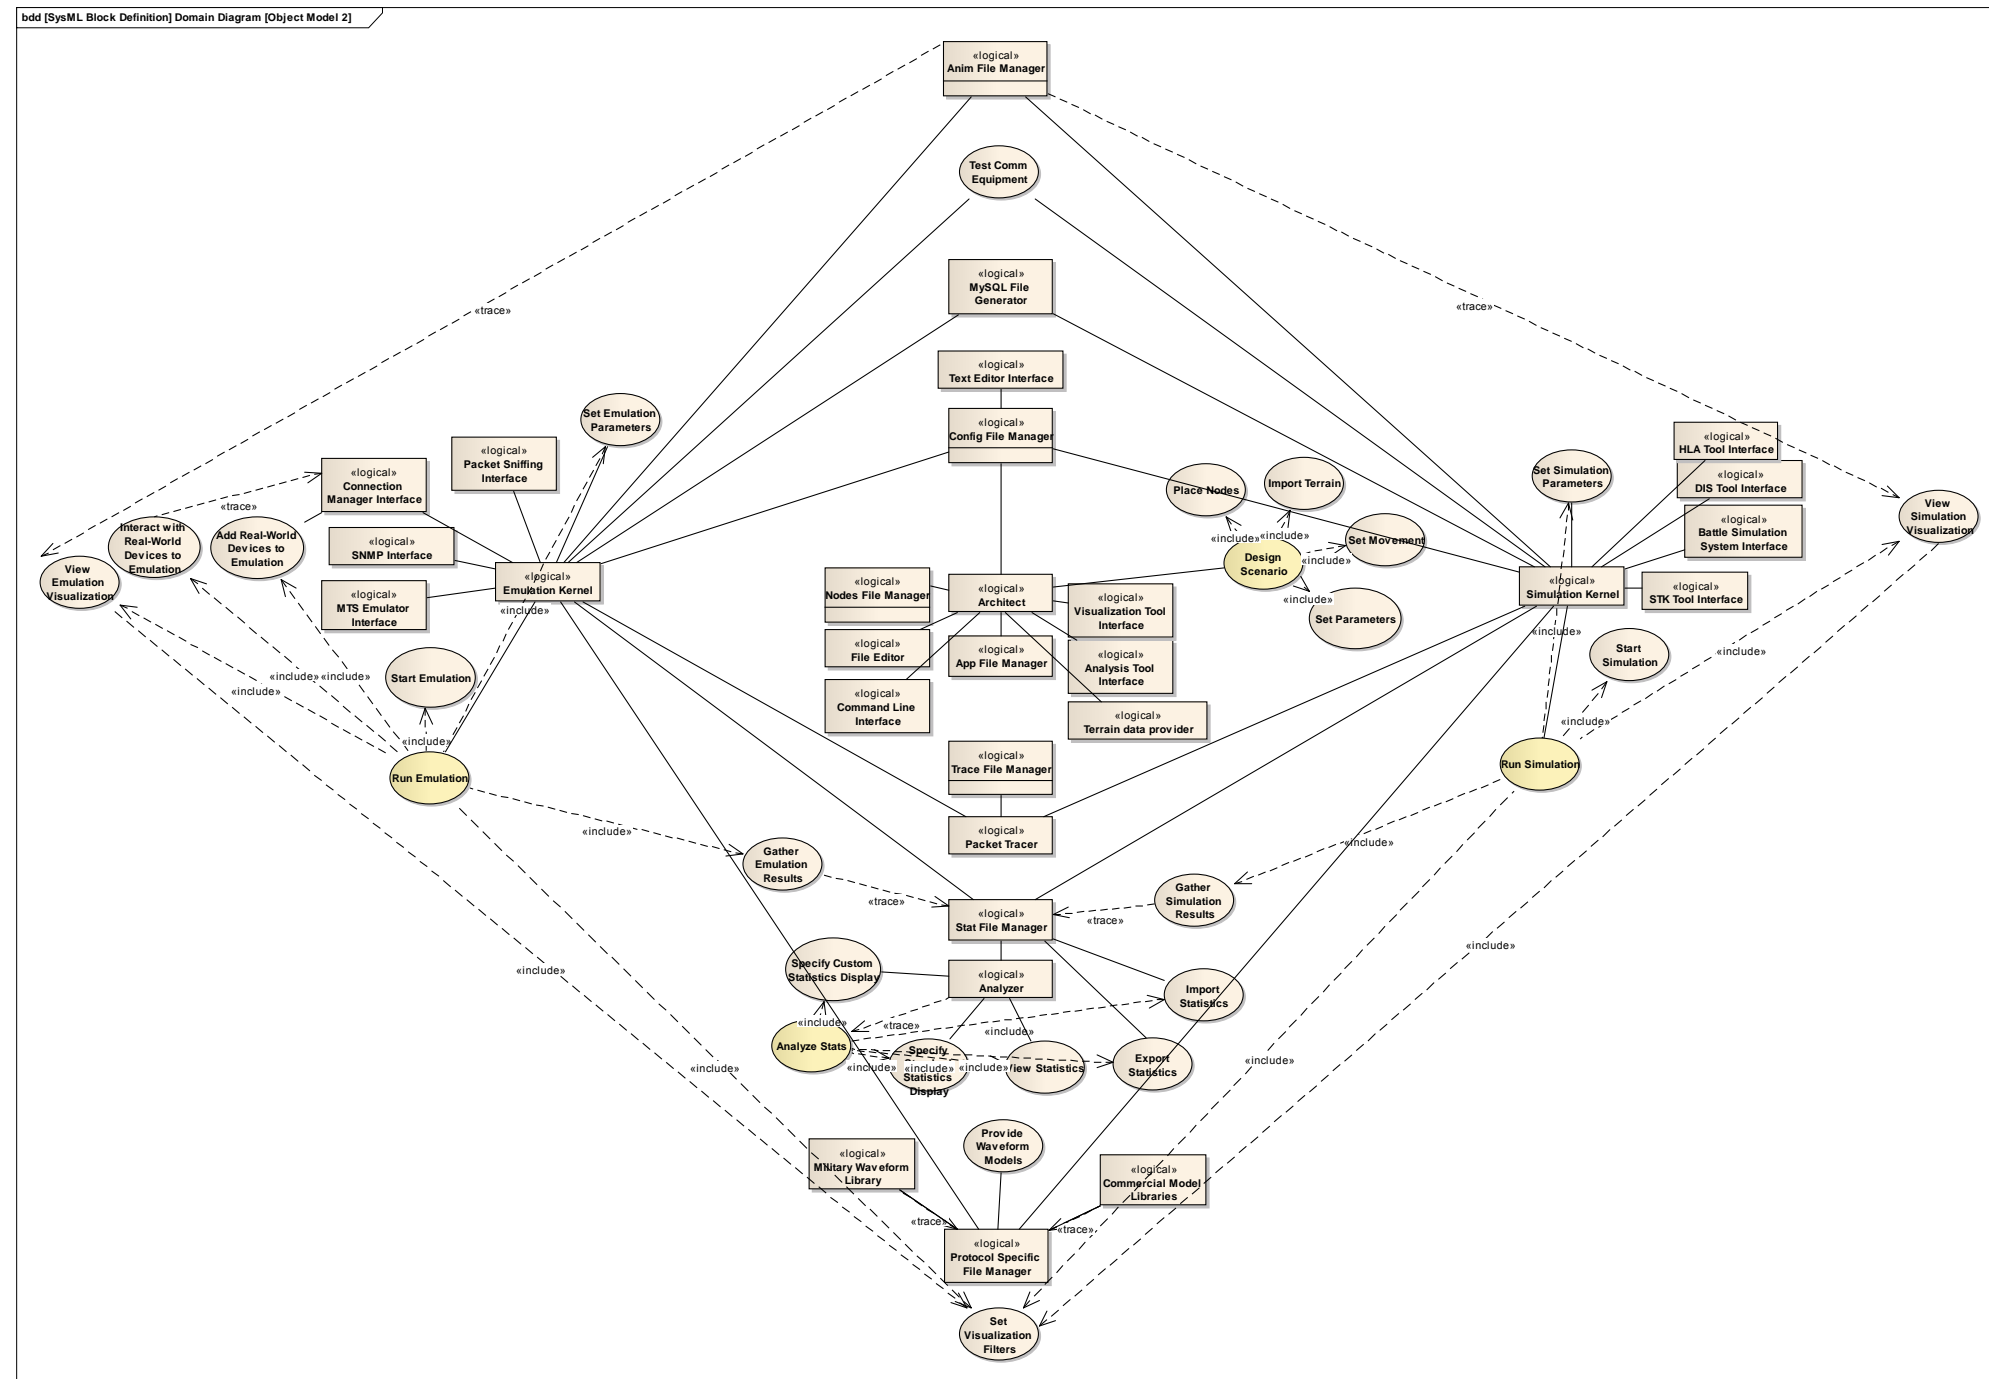 bdd [SysML Block Definition] Domain Diagram [Object Model 2]
«logical»
Anim File Manager
Test Comm
Equipment
«logical»
MySQL File
Generator
«trace»
«trace»
«logical»
Text Editor Interface
«logical»
Config File Manager
Set Emulation
Parameters
«logical»
Packet Sniffing
Interface
«logical»
Connection
Manager Interface
«trace»
Interact with
Real-World
Devices to
Emulation
Add Real-World
Devices to
Emulation
«logical»
SNMP Interface
View
Emulation
Visualization
«logical»
MTS Emulator
Interface
«logical»
Emulation Kernel
«include»
Place Nodes
Import Terrain
«include»
«include»
Set Movement
Design
Scenario
«include»
«include»
Set Parameters
Set Simulation
Parameters
«logical»
HLA Tool Interface
«logical»
DIS Tool Interface
«logical»
Battle Simulation
System Interface
View
Simulation
Visualization
«logical»
Simulation Kernel
«logical»
STK Tool Interface
«include»
Start
Simulation
«include»
«logical»
Nodes File Manager
«logical»
Architect
«logical»
Visualization Tool
Interface
«logical»
File Editor
«logical»
App File Manager
«logical»
Analysis Tool
Interface
«logical»
Command Line
Interface
«logical»
Terrain data provider
Start Emulation
«include»
«include»
«include»
«include»
Run Emulation
«include»
Run Simulation
«logical»
Trace File Manager
«logical»
Packet Tracer
«include»
«include»
Gather
Emulation
Results
«trace»
Gather
Simulation
Results
«trace»
«logical»
Stat File Manager
«include»
«include»
Specify Custom
Statistics Display
«logical»
Analyzer
Import
Statistics
«include»
«trace»
«include»
Analyze Stats
Specify
Statistics
Display
«include»
«include»
«include»
View Statistics
Export
Statistics
«include»
«include»
Provide
Waveform
Models
«logical»
Military Waveform
Library
«logical»
Commercial Model
Libraries
«trace»
«trace»
«logical»
Protocol Specific
File Manager
Set
Visualization
Filters